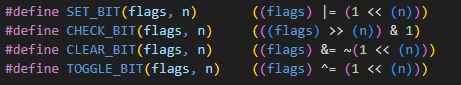 #define SET_BIT(flags, n) ((flags) |= (1 << (n)))
#define CHECK_BIT(flags, n) (((flags) >> (n)) & 1)
#define CLEAR_BIT(flags, n) ((flags) &= ~(1 << (n)))
#define TOGGLE_BIT(flags, n) ((flags) ^= (1 << (n)))